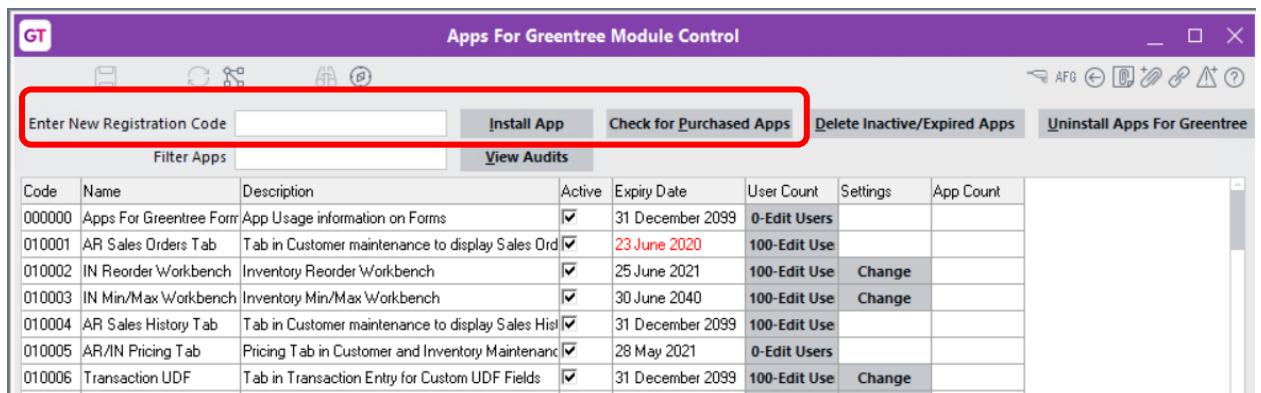 GT Apps For Greentree Module Control
AFG
Enter New Registration Code Install App Check for Purchased Apps Delete Inactive/Expired Apps Uninstall Apps For Greentree
Filter Apps View Audits
Code Name Description Active Expiry Date User Count Settings App Count
000000 Apps For Greentree Form App Usage information on Forms 31 December 2099 0-Edit Users
010001 AR Sales Orders Tab Tab in Customer maintenance to display Sales Ord 23 June 2020 100-Edit Use
010002 IN Reorder Workbench Inventory Reorder Workbench 25 June 2021 100-Edit Use Change
010003 IN Min/Max Workbench Inventory Min/Max Workbench 30 June 2040 100-Edit Use Change
010004 AR Sales History Tab Tab in Customer maintenance to display Sales Hist 31 December 2099 100-Edit Use
010005 AR/IN Pricing Tab Pricing Tab in Customer and Inventory Maintenanc 28 May 2021 0-Edit Users
010006 Transaction UDF Tab in Transaction Entry for Custom UDF Fields 31 December 2099 100-Edit Use Change